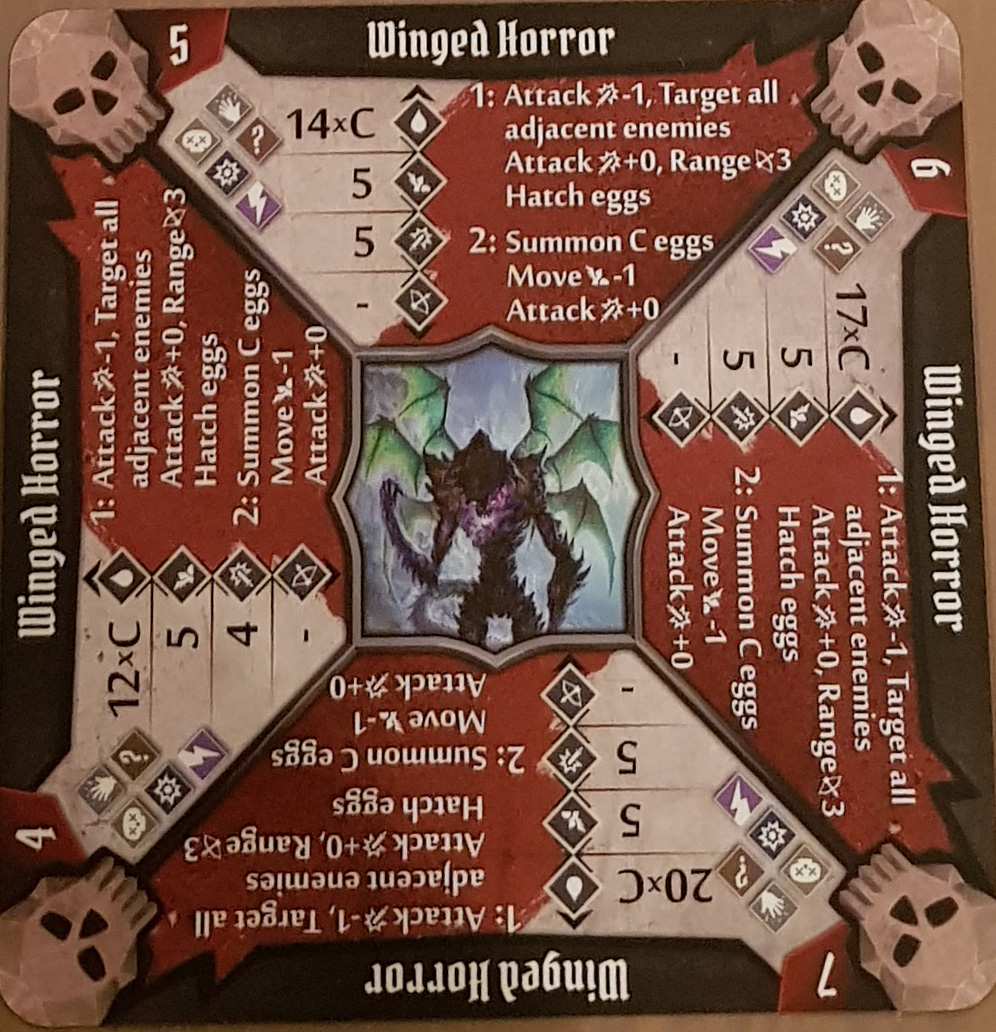 5
Winged Horror
14xC
5
5
-
1: Attack -1, Target all
adjacent enemies
Attack +0, Range 3
Hatch eggs
2: Summon C eggs
Move -1
Attack +0
6
Winged Horror
17xC
5
5
-
1: Attack -1, Target all
adjacent enemies
Attack +0, Range 3
Hatch eggs
2: Summon C eggs
Move -1
Attack +0
7
Winged Horror
20xC
5
5
-
1: Attack -1, Target all
adjacent enemies
Attack +0, Range 3
Hatch eggs
2: Summon C eggs
Move -1
Attack +0
4
Winged Horror
12xC
5
4
-
1: Attack -1, Target all
adjacent enemies
Attack +0, Range 3
Hatch eggs
2: Summon C eggs
Move -1
Attack +0